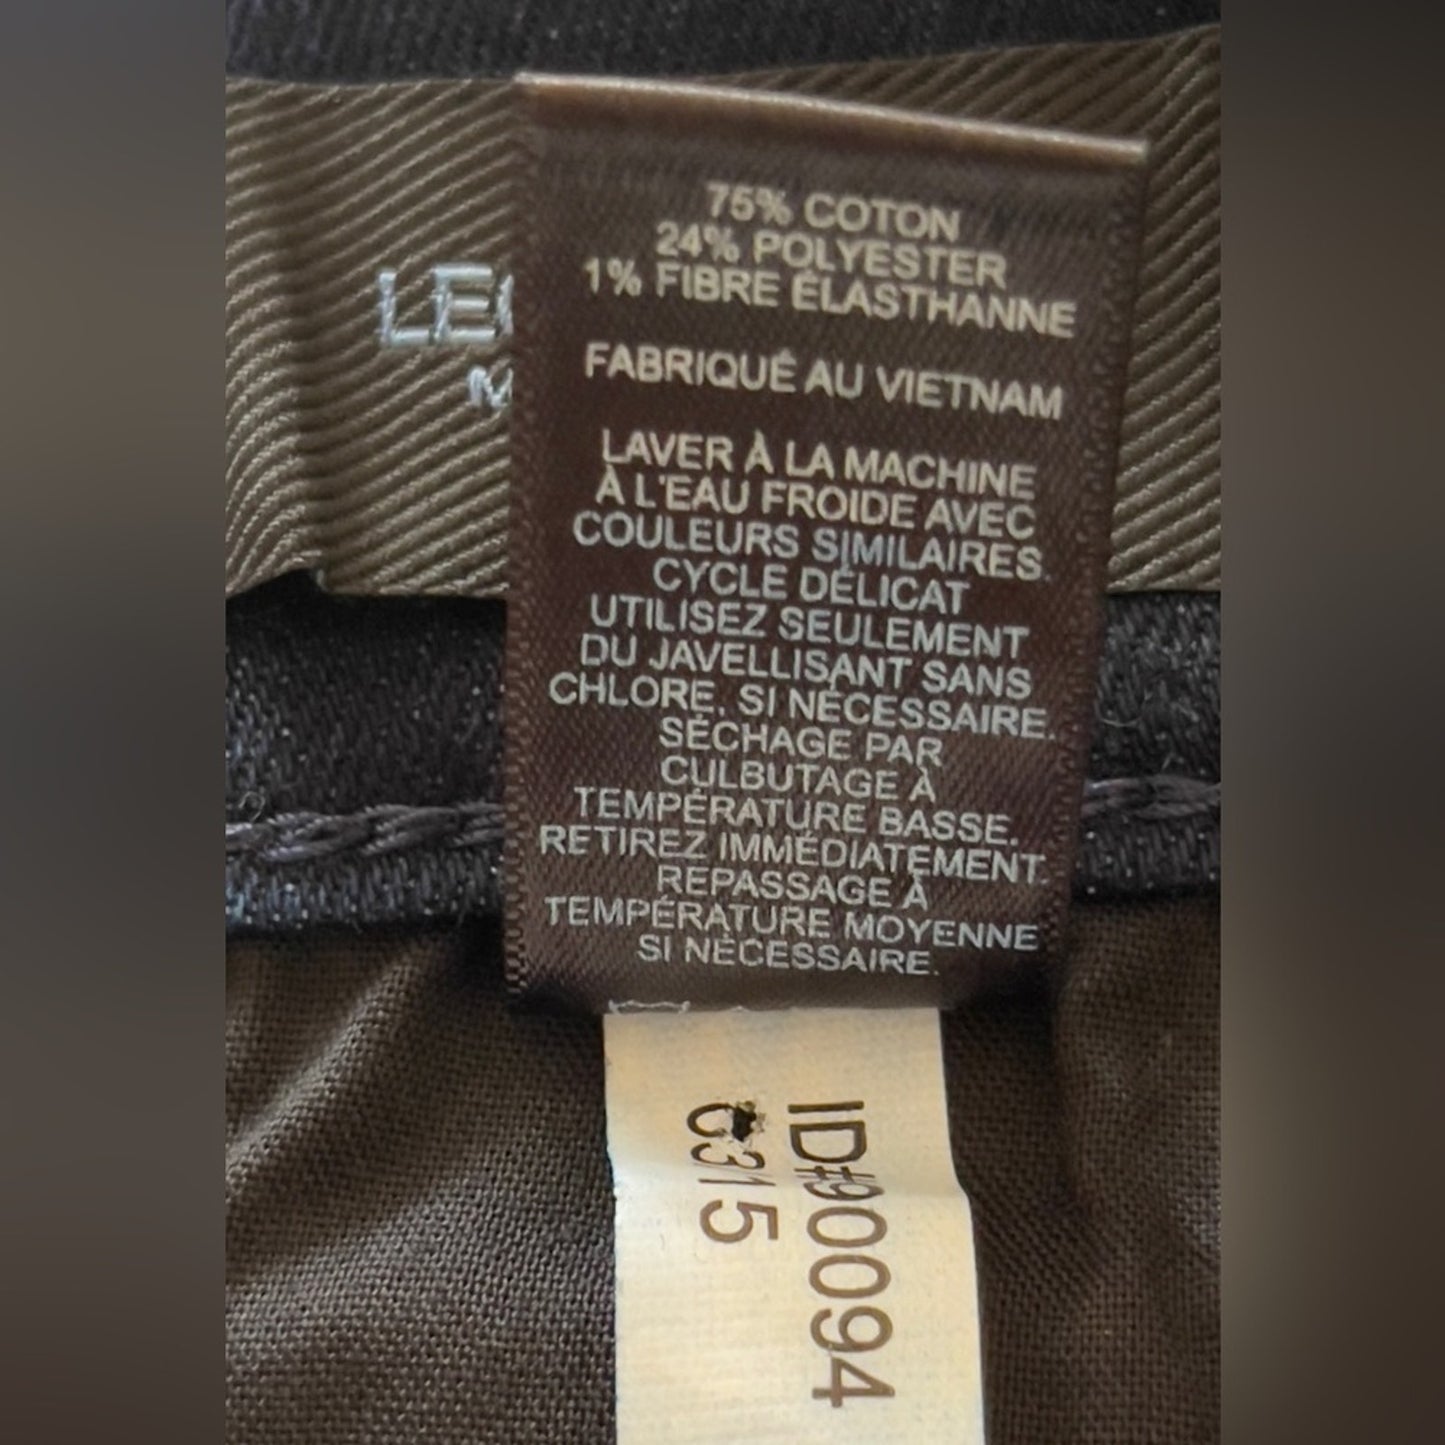 75% COTON
24% POLYESTER
1% FIBRE ÉLASTHANNE
FABRIQUÉ AU VIETNAM
LAVER À LA MACHINE
À L'EAU FROIDE AVEC
COULEURS SIMILAIRES.
CYCLE DÉLICAT
UTILISEZ SEULEMENT
DU JAVELLISANT SANS
CHLORE, SI NÉCESSAIRE.
SÉCHAGE PAR
CULBUTAGE À
TEMPÉRATURE BASSE.
RETIREZ IMMÉDIATEMENT.
REPASSAGE À
TEMPÉRATURE MOYENNE
SI NÉCESSAIRE.
ID#900094